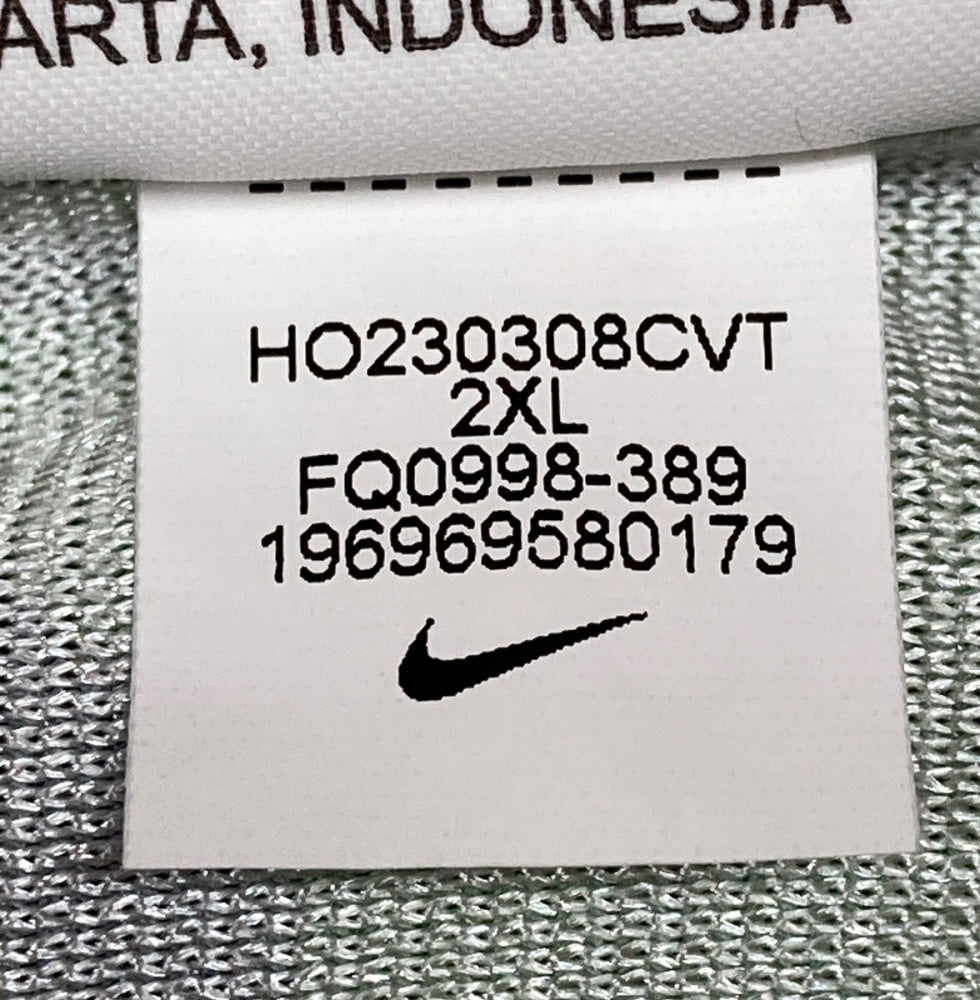 ARTA, INDONESIA
HO230308CVT
2XL
FQ0998-389
196969580179